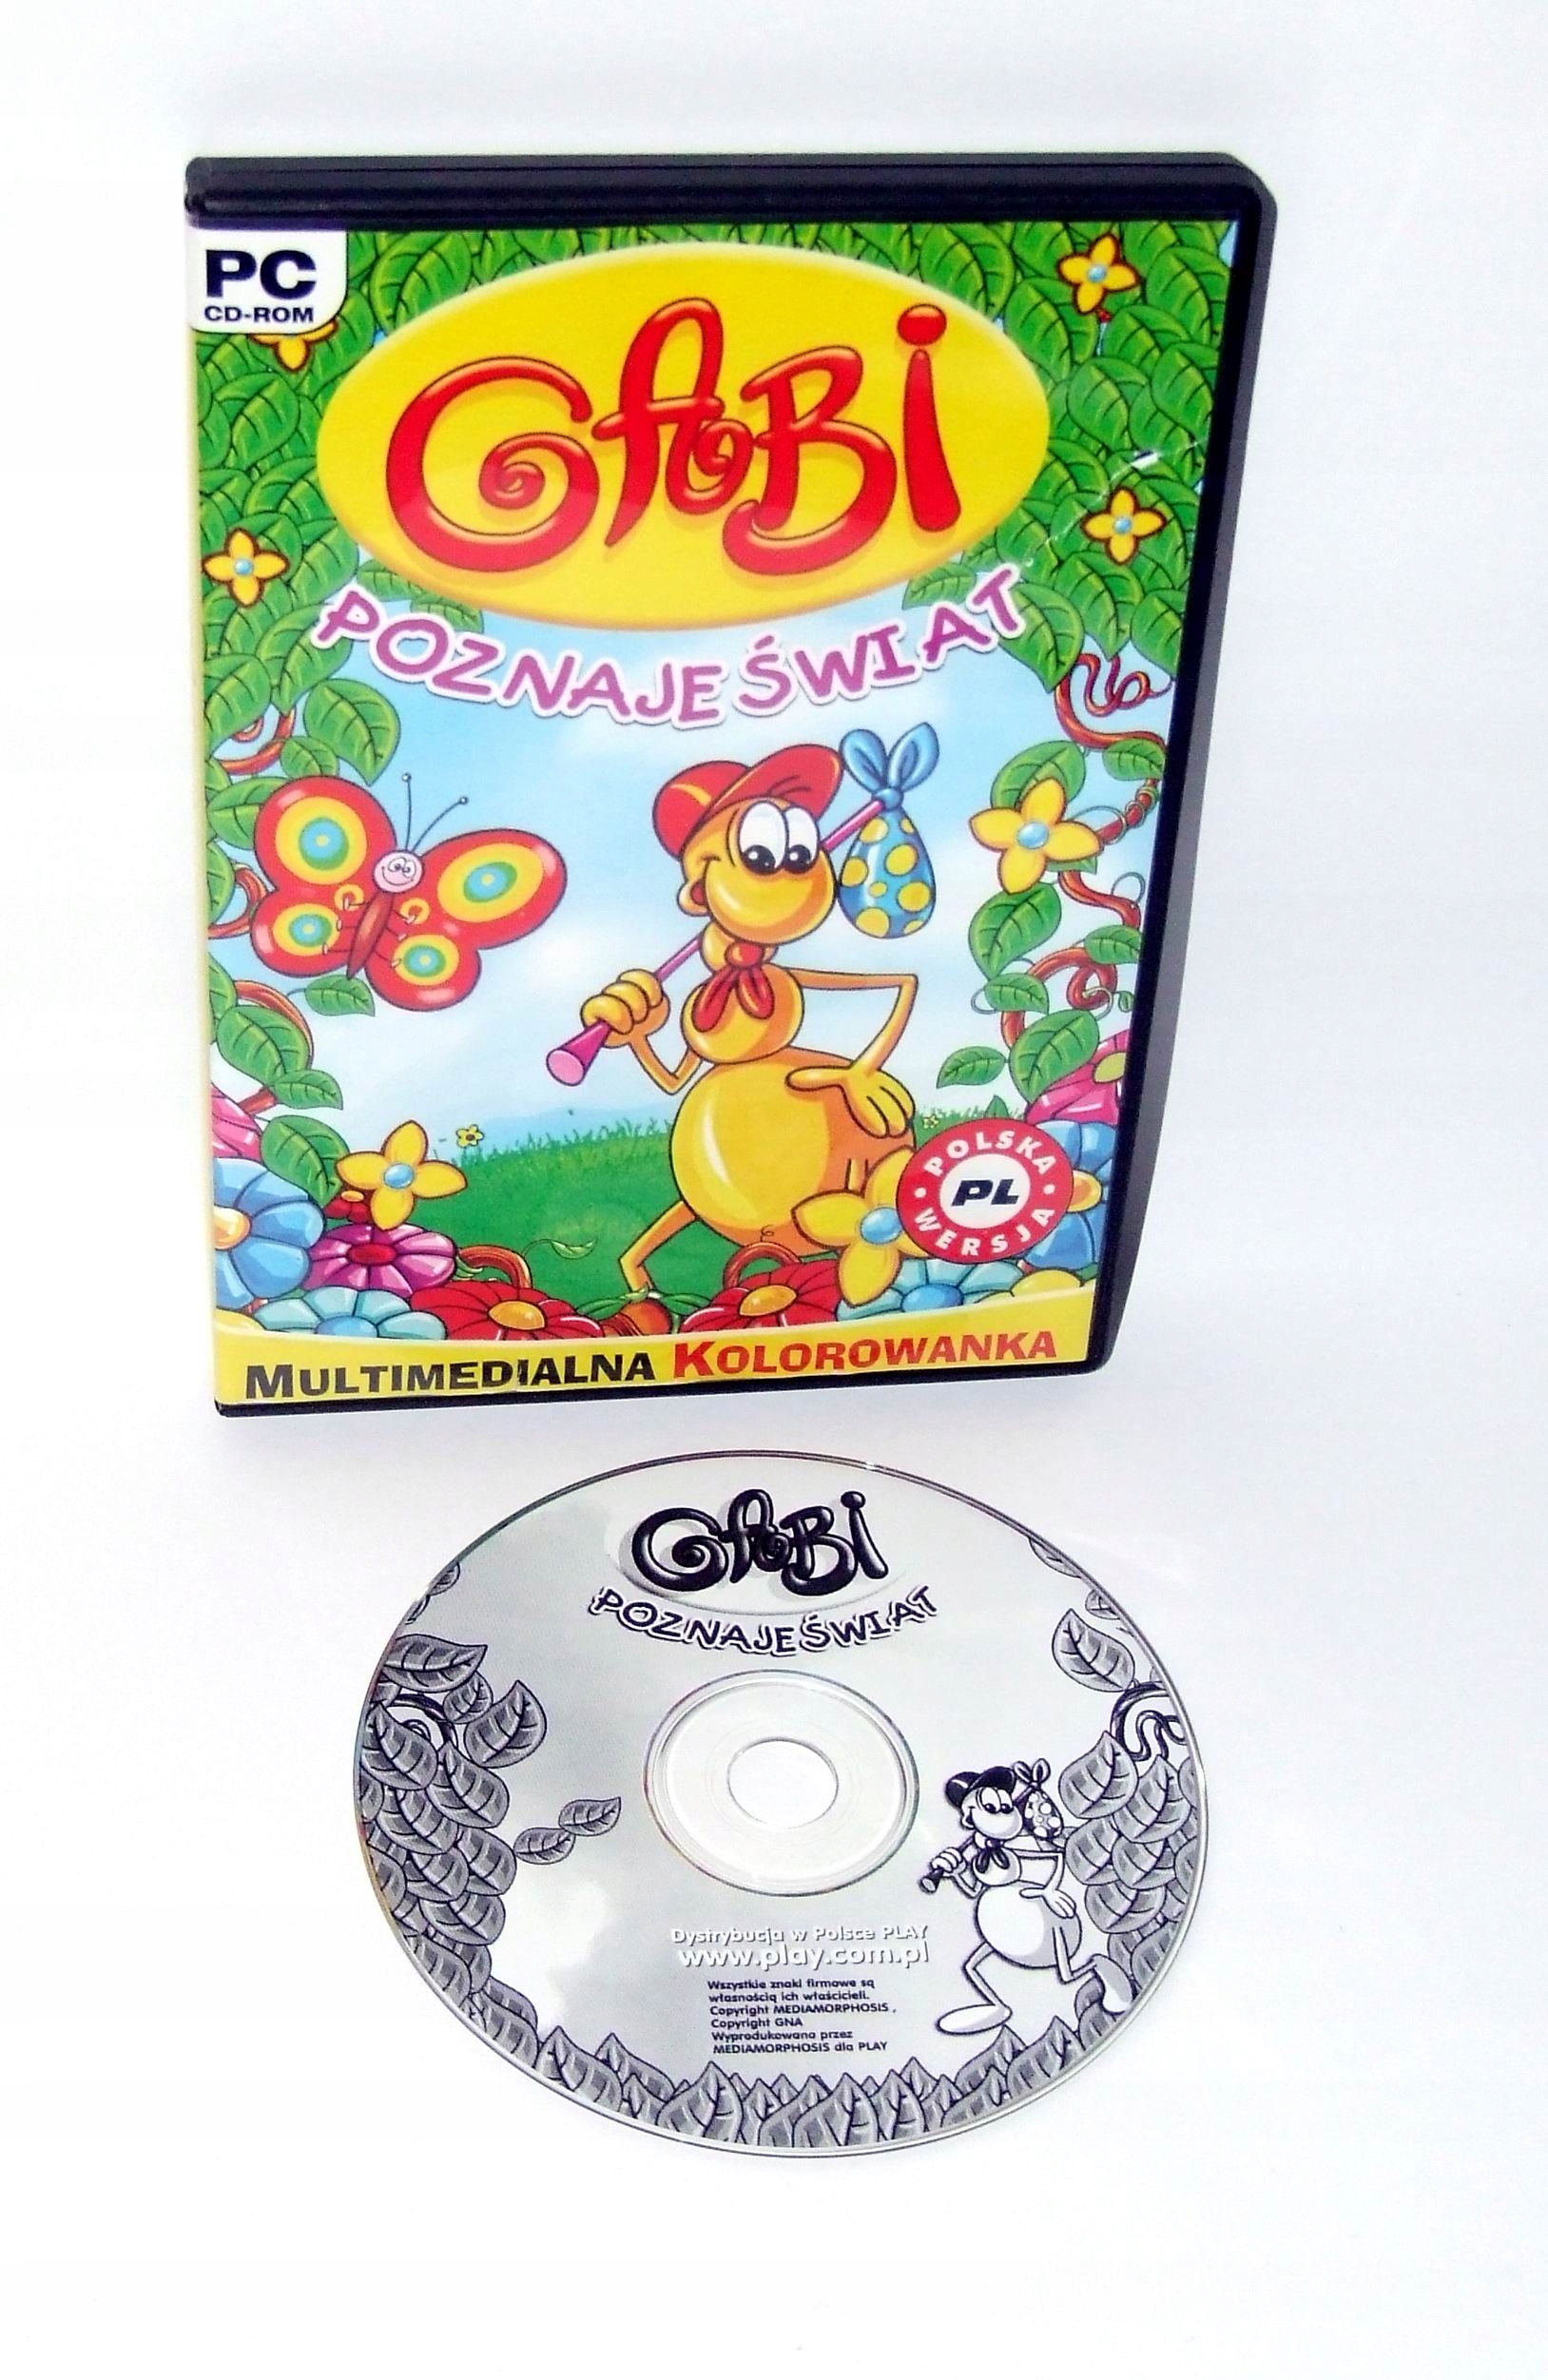 PC
CD-ROM
GABI
POZNAJE ŚWIAT
POLSKA
PL
WERSJA
MULTIMEDIALNA KOLOROWANKA
GABI
POZNAJE ŚWIAT
Dystrybucja w Polsce PLAY
www.play.com.pl
Wszystkie znaki firmowe są
własnością ich właścicieli.
Copyright MEDIAMORPHOSIS,
Copyright GNA
Wyprodukowano przez
MEDIAMORPHOSIS dla PLAY